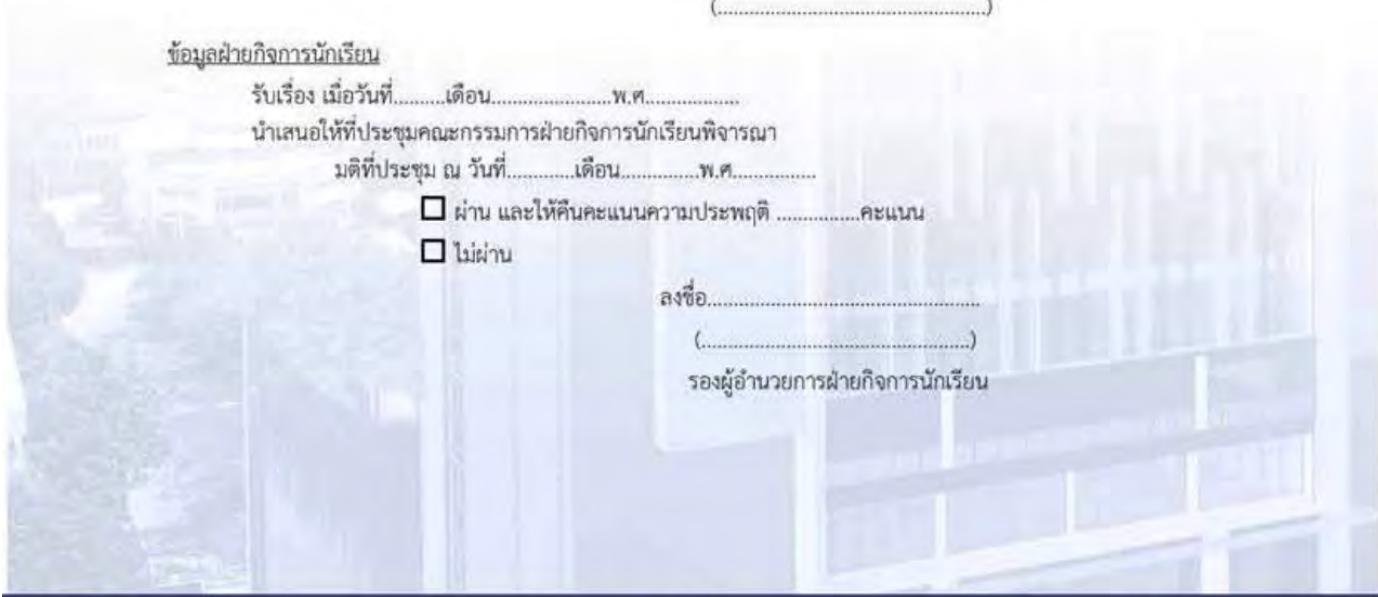 (................................................)
ข้อมูลฝ่ายกิจการนักเรียน
รับเรื่อง เมื่อวันที่..........เดือน.......................พ.ศ..................
นำเสนอให้ที่ประชุมคณะกรรมการฝ่ายกิจการนักเรียนพิจารณา
มติที่ประชุม ณ วันที่.............เดือน...............พ.ศ................
☐ ผ่าน และให้คืนคะแนนความประพฤติ ................คะแนน
☐ ไม่ผ่าน
ลงชื่อ....................................................
(...............................................)
รองผู้อำนวยการฝ่ายกิจการนักเรียน